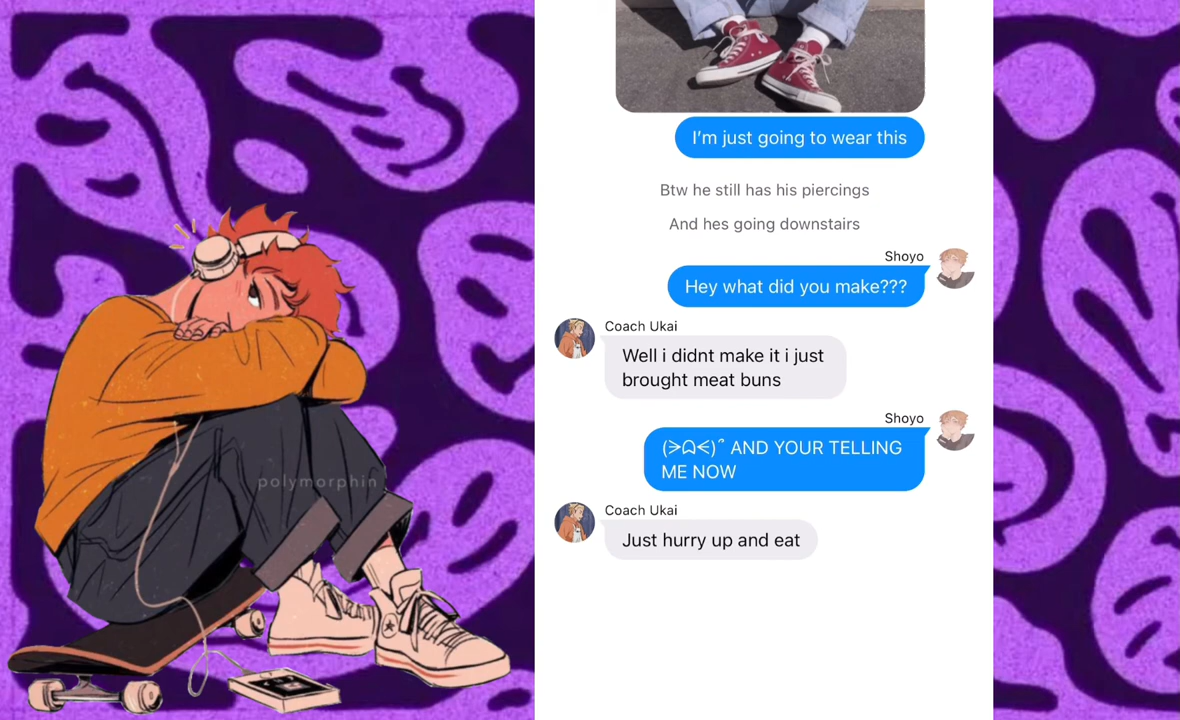 I'm just going to wear this
Btw he still has his piercings
And hes going downstairs
Shoyo
Hey what did you make???
Coach Ukai
Well i didnt make it i just
brought meat buns
Shoyo
(ᗒᗣᗕ)՞ AND YOUR TELLING
ME NOW
Coach Ukai
Just hurry up and eat
polymorphin